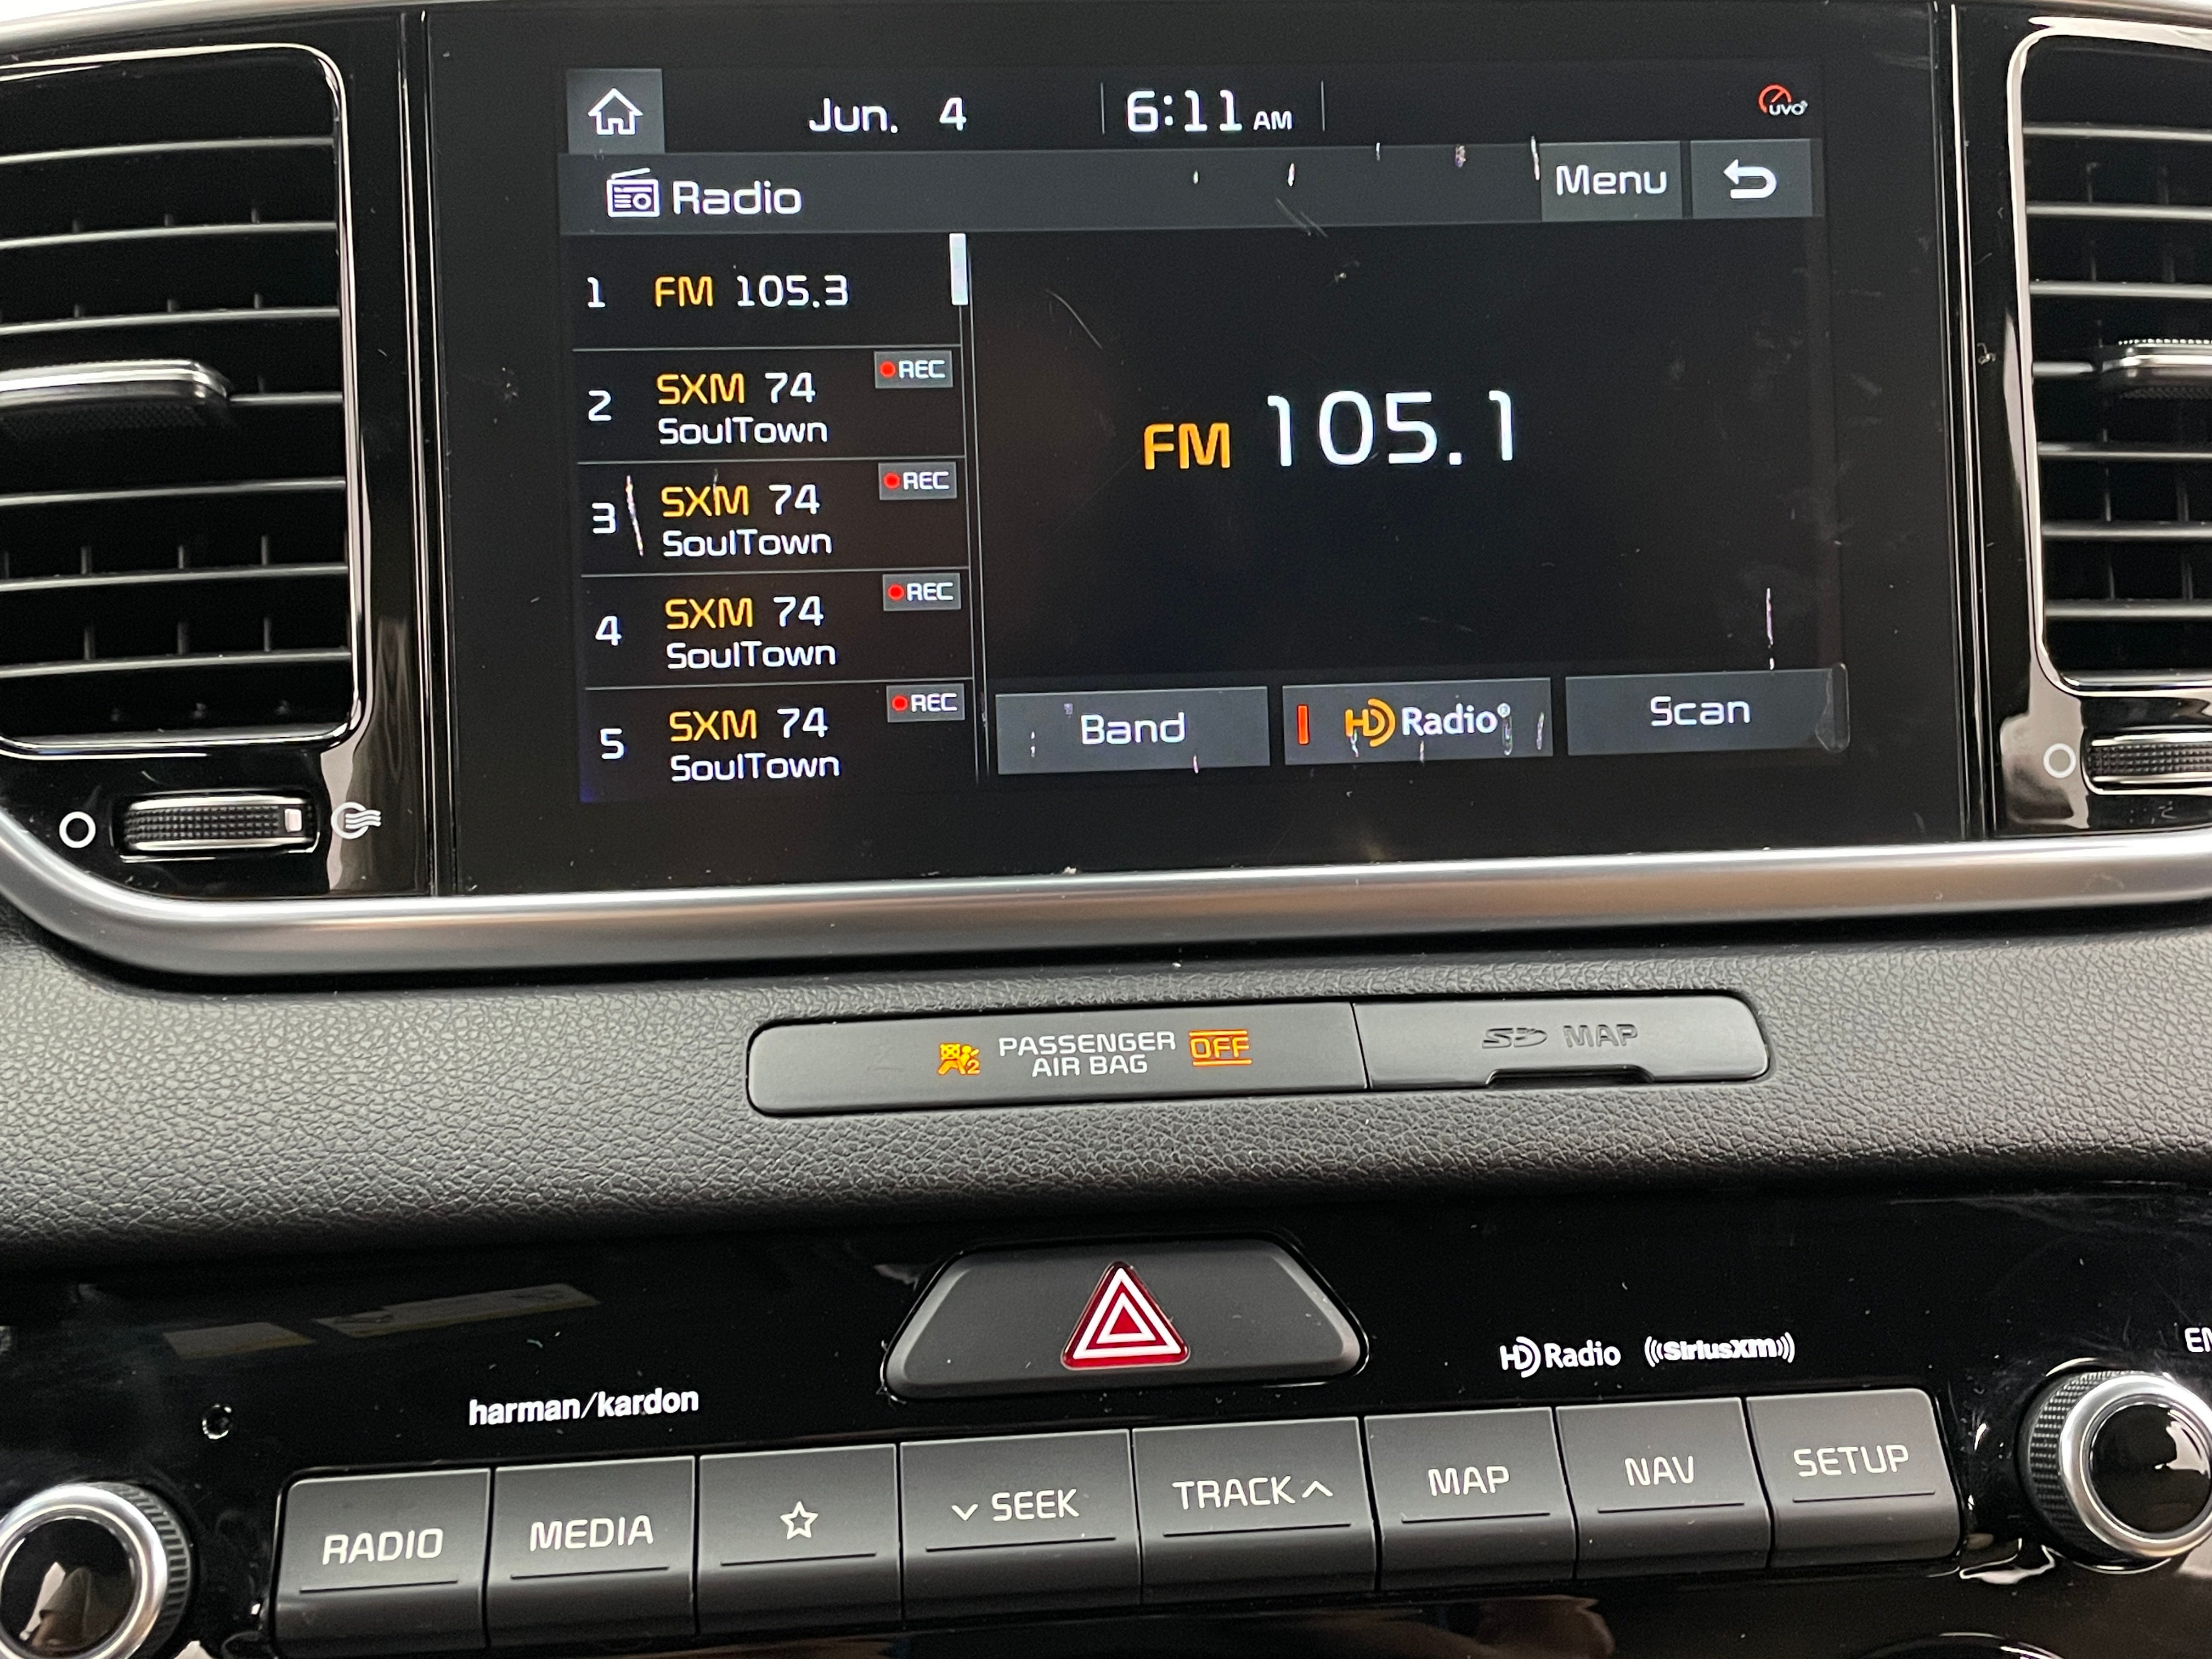 Jun. 4 6:11 AM UVO
Radio Menu
1 FM 105.3
2 SXM 74 REC
SoulTown
3 SXM 74 REC
SoulTown
4 SXM 74 REC
SoulTown
5 SXM 74 REC
SoulTown
FM 105.1
Band HD Radio® Scan
2 PASSENGER AIR BAG OFF
SD MAP
harman/kardon
HD Radio ((SiriusXM))
RADIO MEDIA SEEK TRACK MAP NAV SETUP